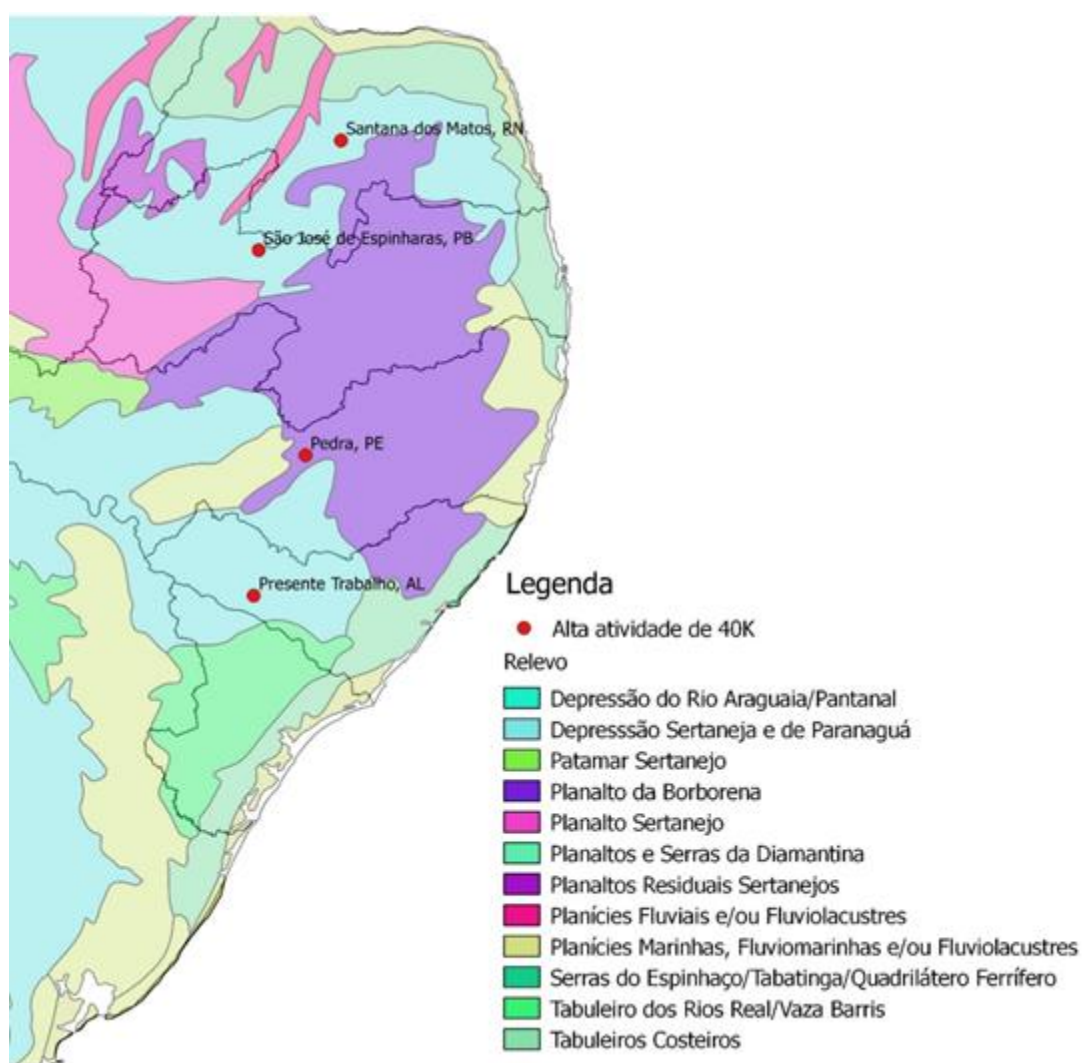 Santana dos Matos, RN
São José de Espinharas, PB
Pedra, PE
Presente Trabalho, AL
Legenda
Alta atividade de 40K
Relevo
Depressão do Rio Araguaia/Pantanal
Depresssão Sertaneja e de Paranaguá
Patamar Sertanejo
Planalto da Borborena
Planalto Sertanejo
Planaltos e Serras da Diamantina
Planaltos Residuais Sertanejos
Planícies Fluviais e/ou Fluviolacustres
Planícies Marinhas, Fluviomarinhas e/ou Fluviolacustres
Serras do Espinhaço/Tabatinga/Quadrilátero Ferrífero
Tabuleiro dos Rios Real/Vaza Barris
Tabuleiros Costeiros